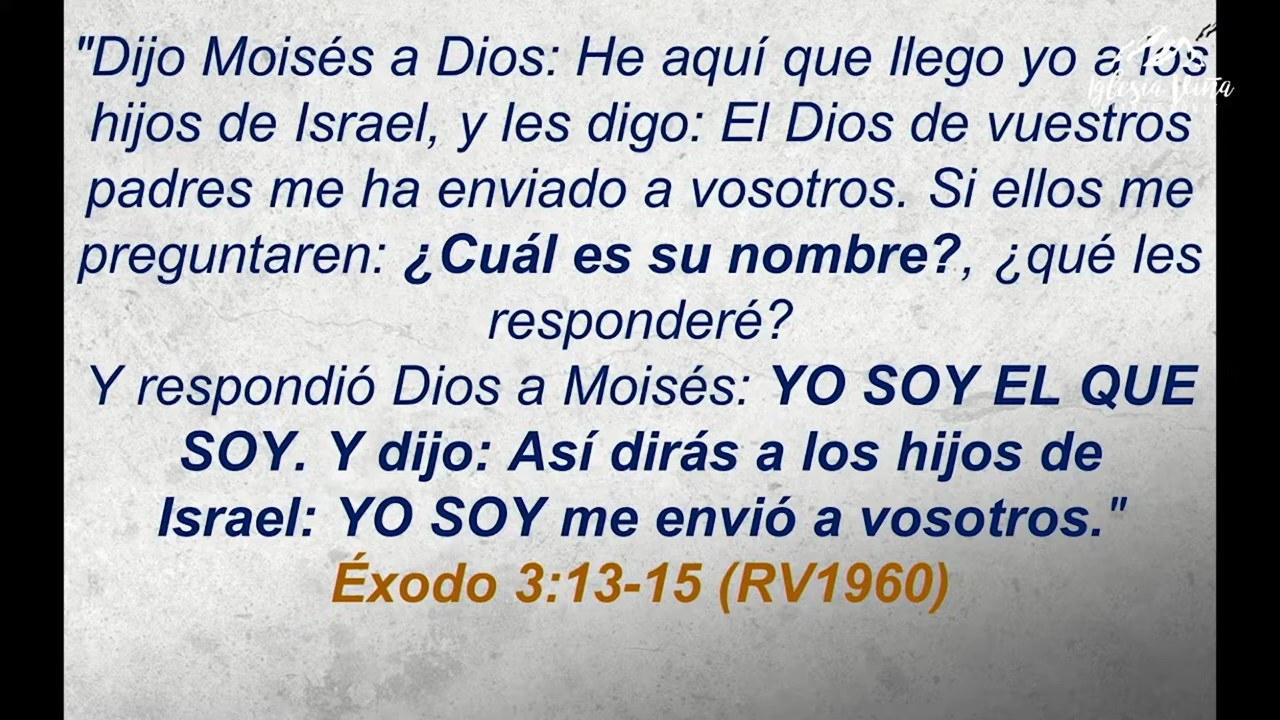 "Dijo Moisés a Dios: He aquí que llego yo a los
hijos de Israel, y les digo: El Dios de vuestros
padres me ha enviado a vosotros. Si ellos me
preguntaren: ¿Cuál es su nombre?, ¿qué les
responderé?
Y respondió Dios a Moisés: YO SOY EL QUE
SOY. Y dijo: Así dirás a los hijos de
Israel: YO SOY me envió a vosotros."
Éxodo 3:13-15 (RV1960)
Iglesia